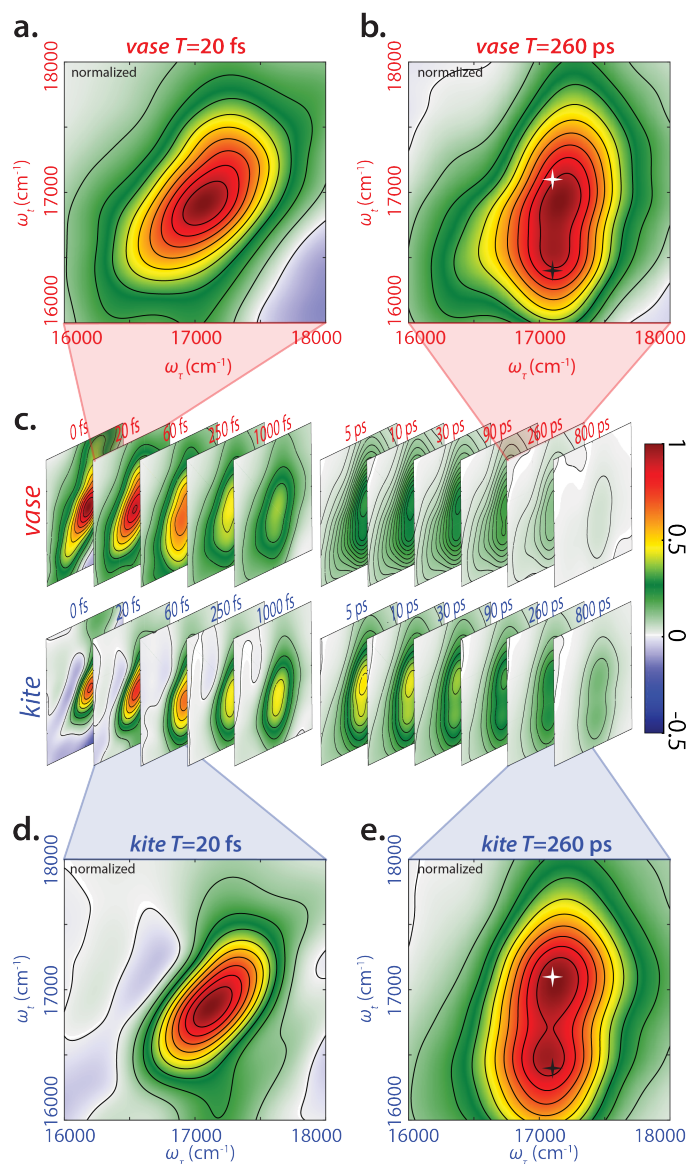 a.
vase T=20 fs
normalized
18000
17000
16000
ω_t (cm⁻¹)
16000 17000 18000
ω_τ (cm⁻¹)
b.
vase T=260 ps
normalized
18000
17000
16000
ω_t (cm⁻¹)
16000 17000 18000
ω_τ (cm⁻¹)
c.
vase
0 fs 20 fs 60 fs 250 fs 1000 fs 5 ps 10 ps 30 ps 90 ps 260 ps 800 ps
kite
0 fs 20 fs 60 fs 250 fs 1000 fs 5 ps 10 ps 30 ps 90 ps 260 ps 800 ps
1
0.5
0
-0.5
d.
kite T=20 fs
normalized
18000
17000
16000
ω_t (cm⁻¹)
16000 17000 18000
ω_τ (cm⁻¹)
e.
kite T=260 ps
normalized
18000
17000
16000
ω_t (cm⁻¹)
16000 17000 18000
ω_τ (cm⁻¹)